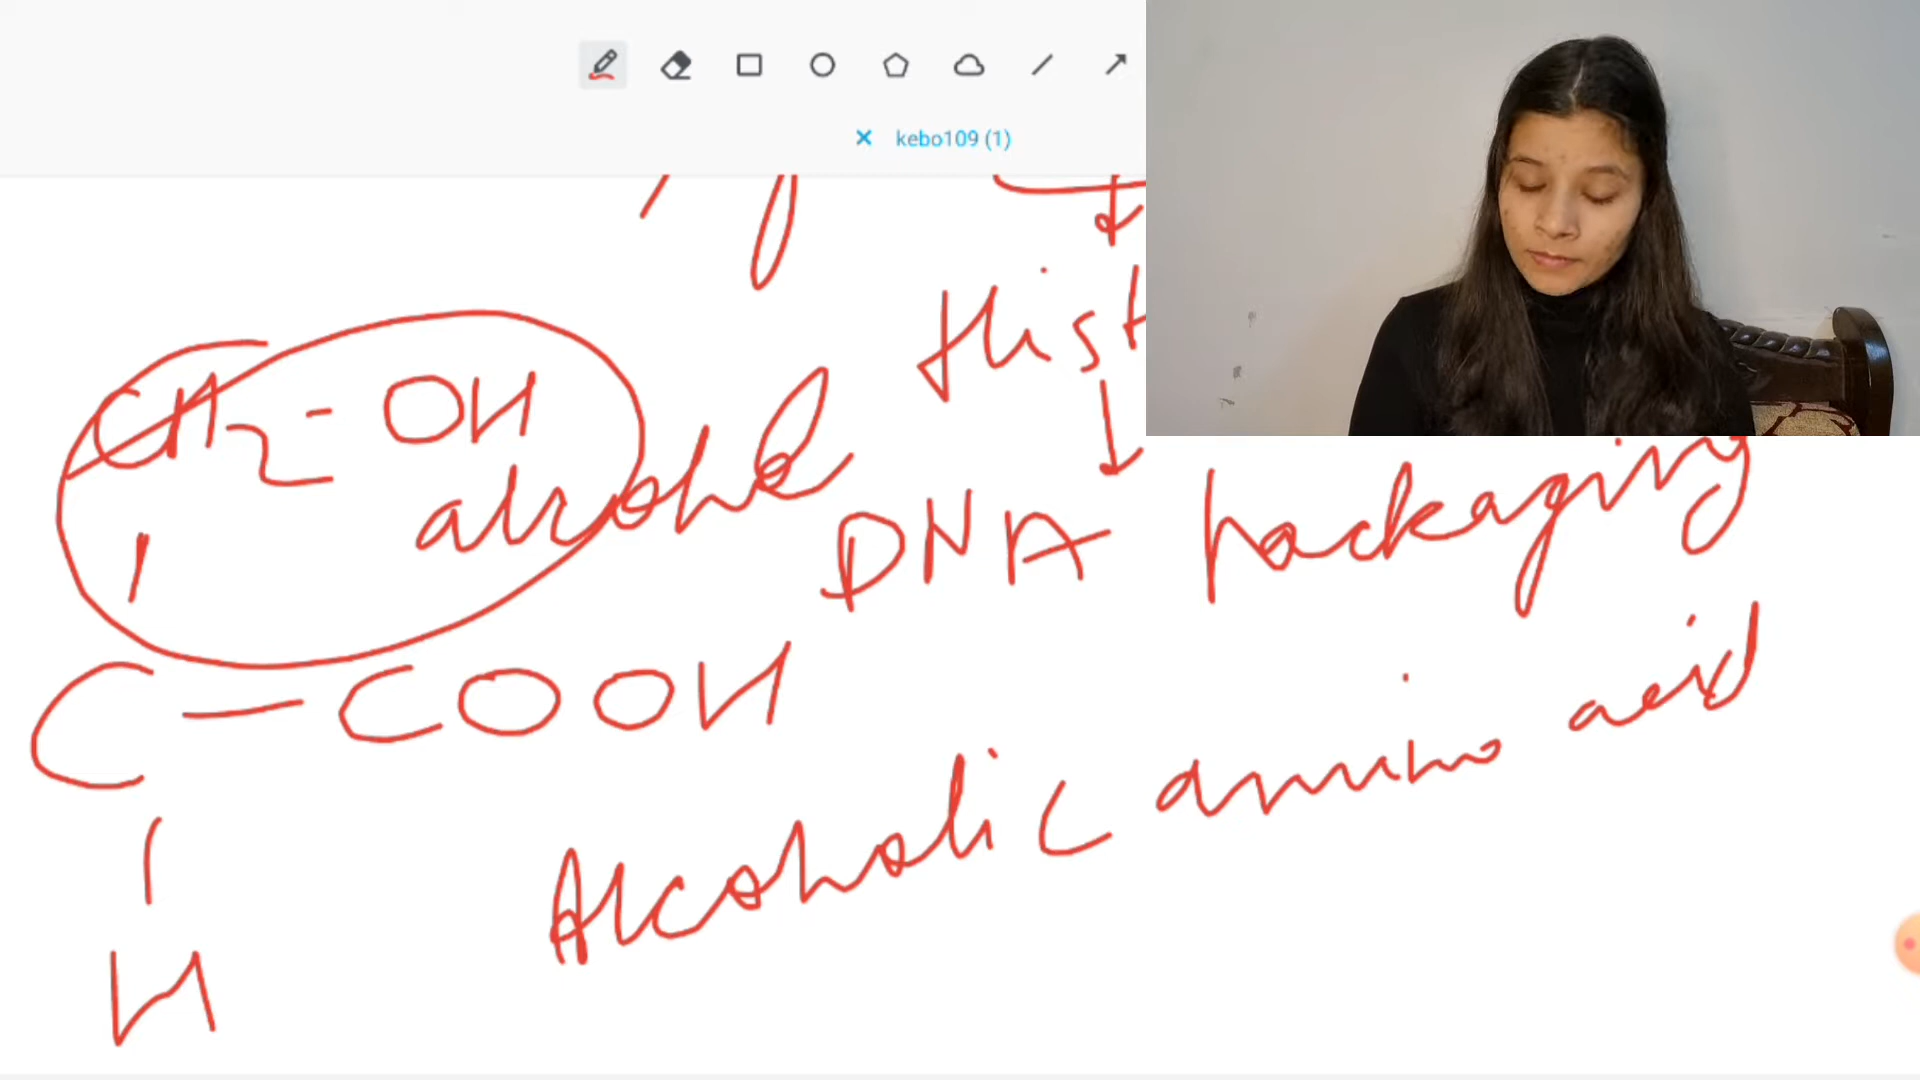 kebo109 (1)
Hist
CH2-OH
alcohol
DNA packaging
C-COOH
H
Alcoholic amino acid